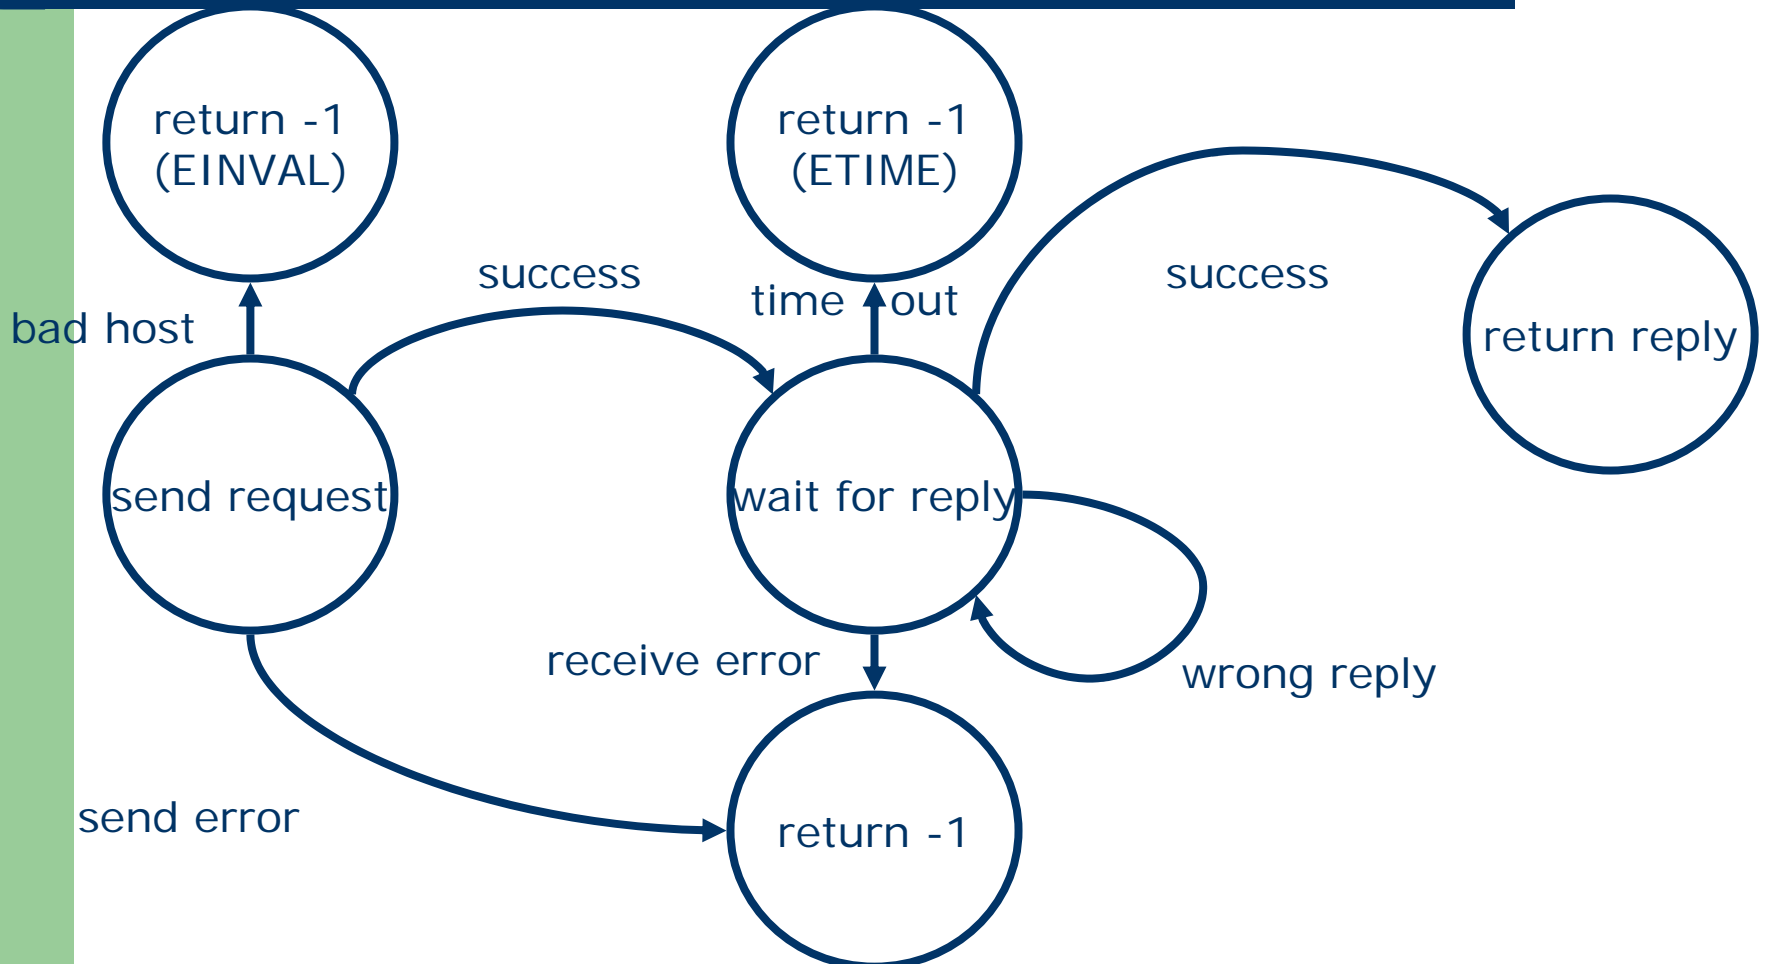 return -1
(EINVAL)
return -1
(ETIME)
success
success
time out
bad host
return reply
send request
wait for reply
receive error
wrong reply
send error
return -1